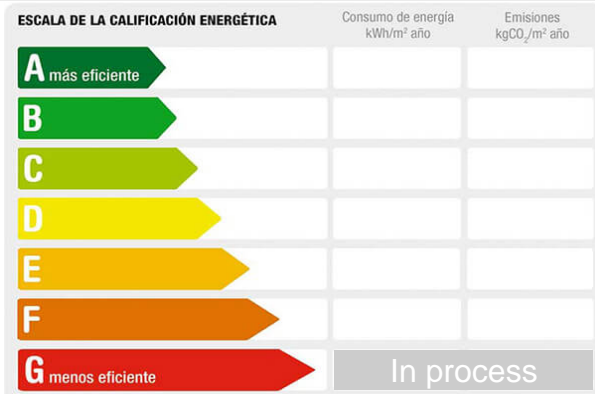 ESCALA DE LA CALIFICACIÓN ENERGÉTICA
Consumo de energía
kWh/m² año
Emisiones
kgCO₂/m² año
A más eficiente
B
C
D
E
F
G menos eficiente
In process